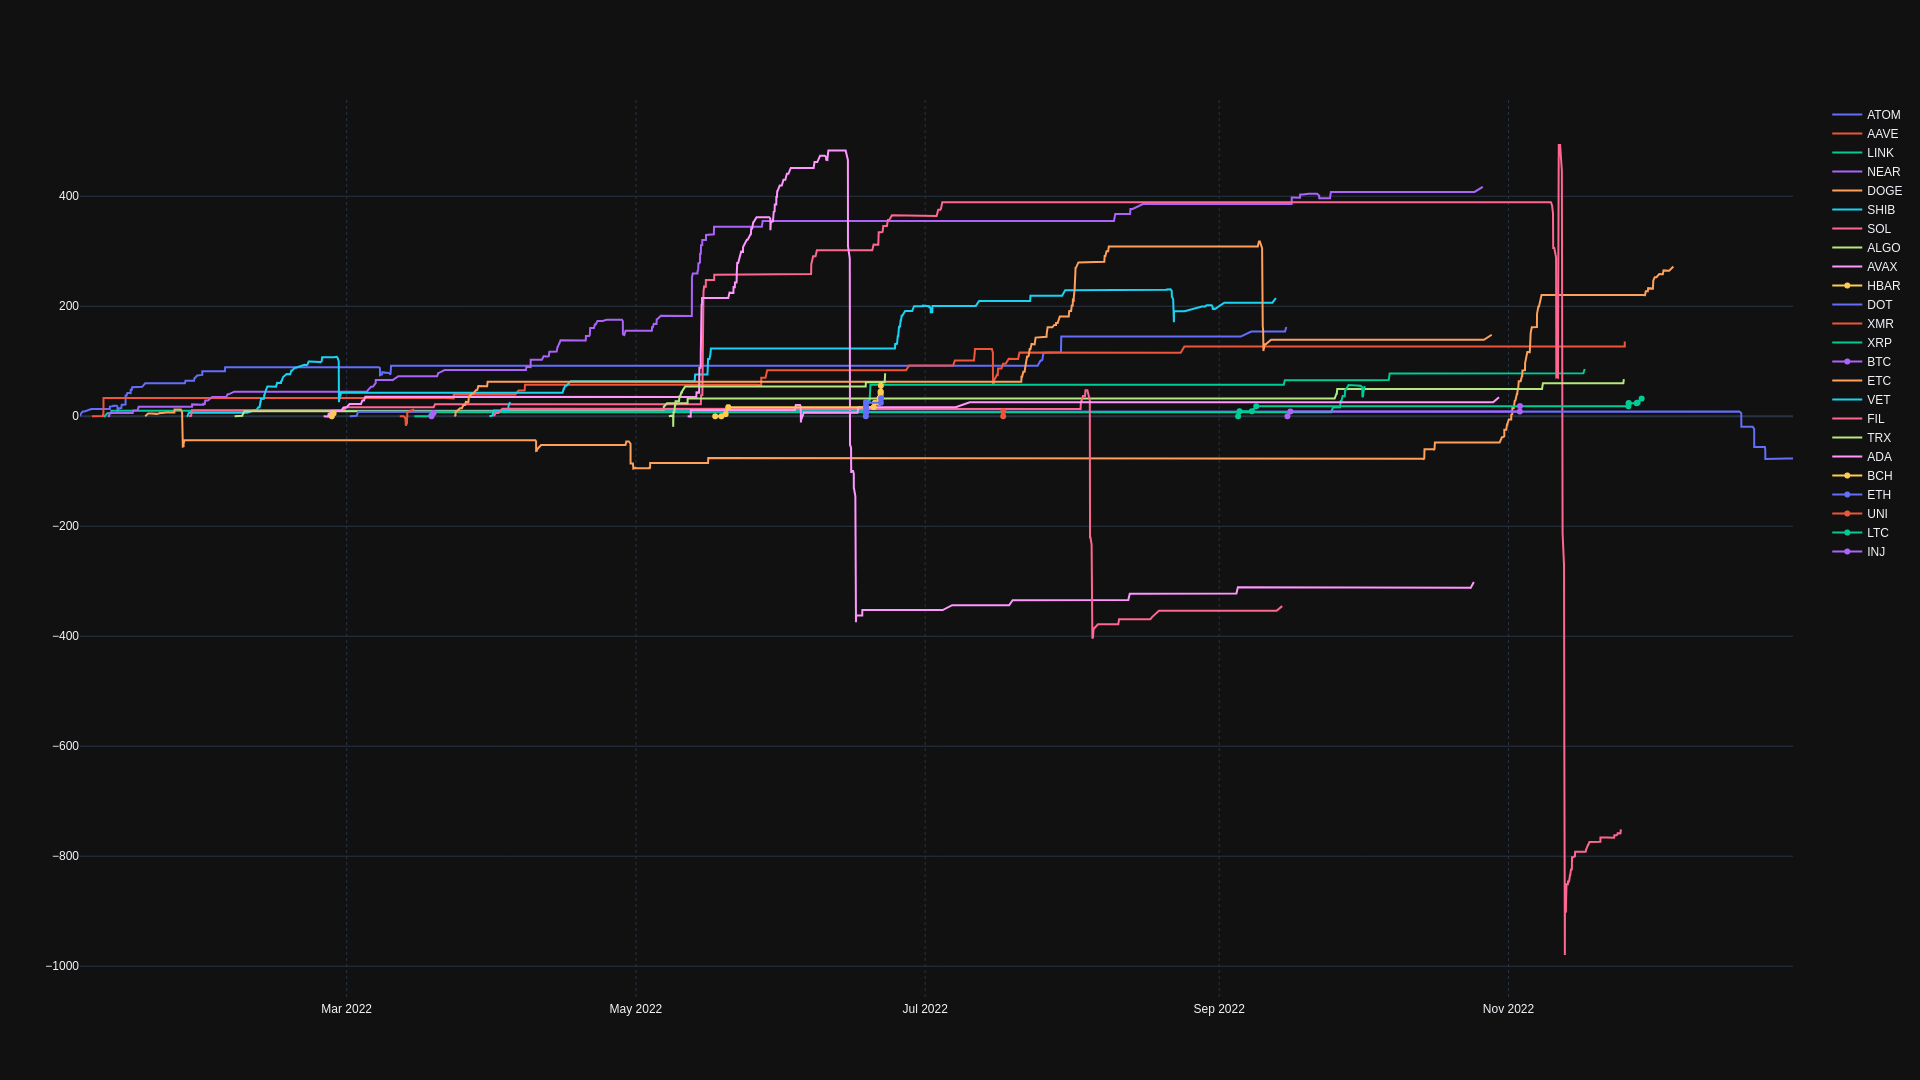 400
200
0
−200
−400
−600
−800
−1000
Mar 2022
May 2022
Jul 2022
Sep 2022
Nov 2022
ATOM
AAVE
LINK
NEAR
DOGE
SHIB
SOL
ALGO
AVAX
HBAR
DOT
XMR
XRP
BTC
ETC
VET
FIL
TRX
ADA
BCH
ETH
UNI
LTC
INJ